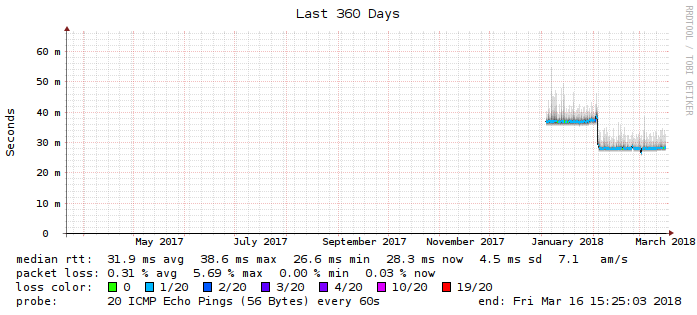 Last 360 Days
RRDTOOL / TOBI OETIKER
Seconds
60 m
50 m
40 m
30 m
20 m
10 m
0
May 2017 July 2017 September 2017 November 2017 January 2018 March 2018
median rtt: 31.9 ms avg 38.6 ms max 26.6 ms min 28.3 ms now 4.5 ms sd 7.1 am/s
packet loss: 0.31 % avg 5.69 % max 0.00 % min 0.03 % now
loss color: 0 1/20 2/20 3/20 4/20 10/20 19/20
probe: 20 ICMP Echo Pings (56 Bytes) every 60s end: Fri Mar 16 15:25:03 2018